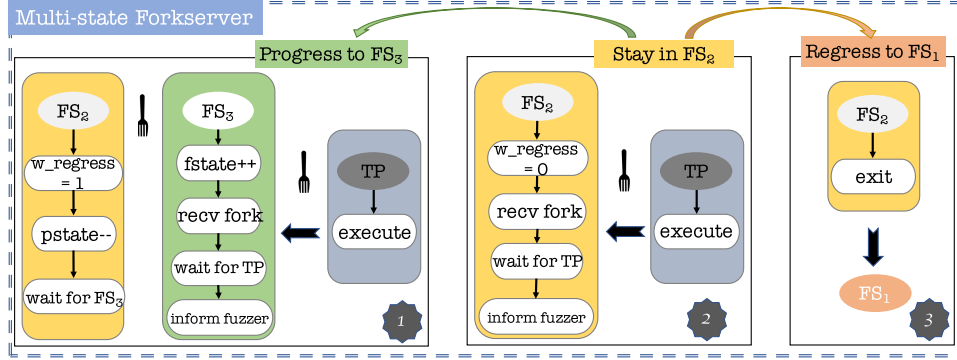 Multi-state Forkserver
Progress to FS3
Stay in FS2
Regress to FS1
FS2
w_regress
= 1
pstate--
wait for FS3
FS3
fstate++
recv fork
wait for TP
inform fuzzer
TP
execute
1
FS2
w_regress
= 0
recv fork
wait for TP
inform fuzzer
TP
execute
2
FS2
exit
FS1
3